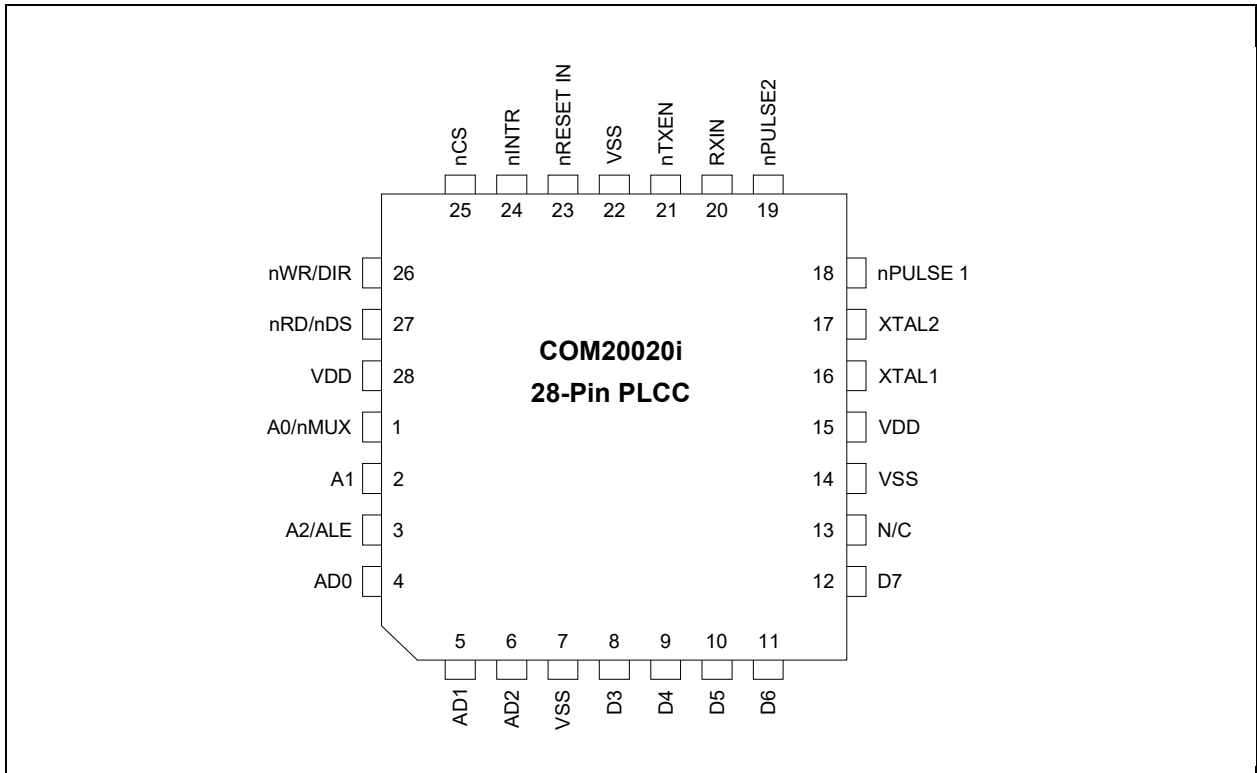 nCS
nINTR
nRESET IN
VSS
nTXEN
RXIN
nPULSE2
25 24 23 22 21 20 19
nWR/DIR 26
18 nPULSE 1
nRD/nDS 27
17 XTAL2
COM20020i
28-Pin PLCC
VDD 28
16 XTAL1
A0/nMUX 1
15 VDD
A1 2
14 VSS
A2/ALE 3
13 N/C
AD0 4
12 D7
5 6 7 8 9 10 11
AD1
AD2
VSS
D3
D4
D5
D6